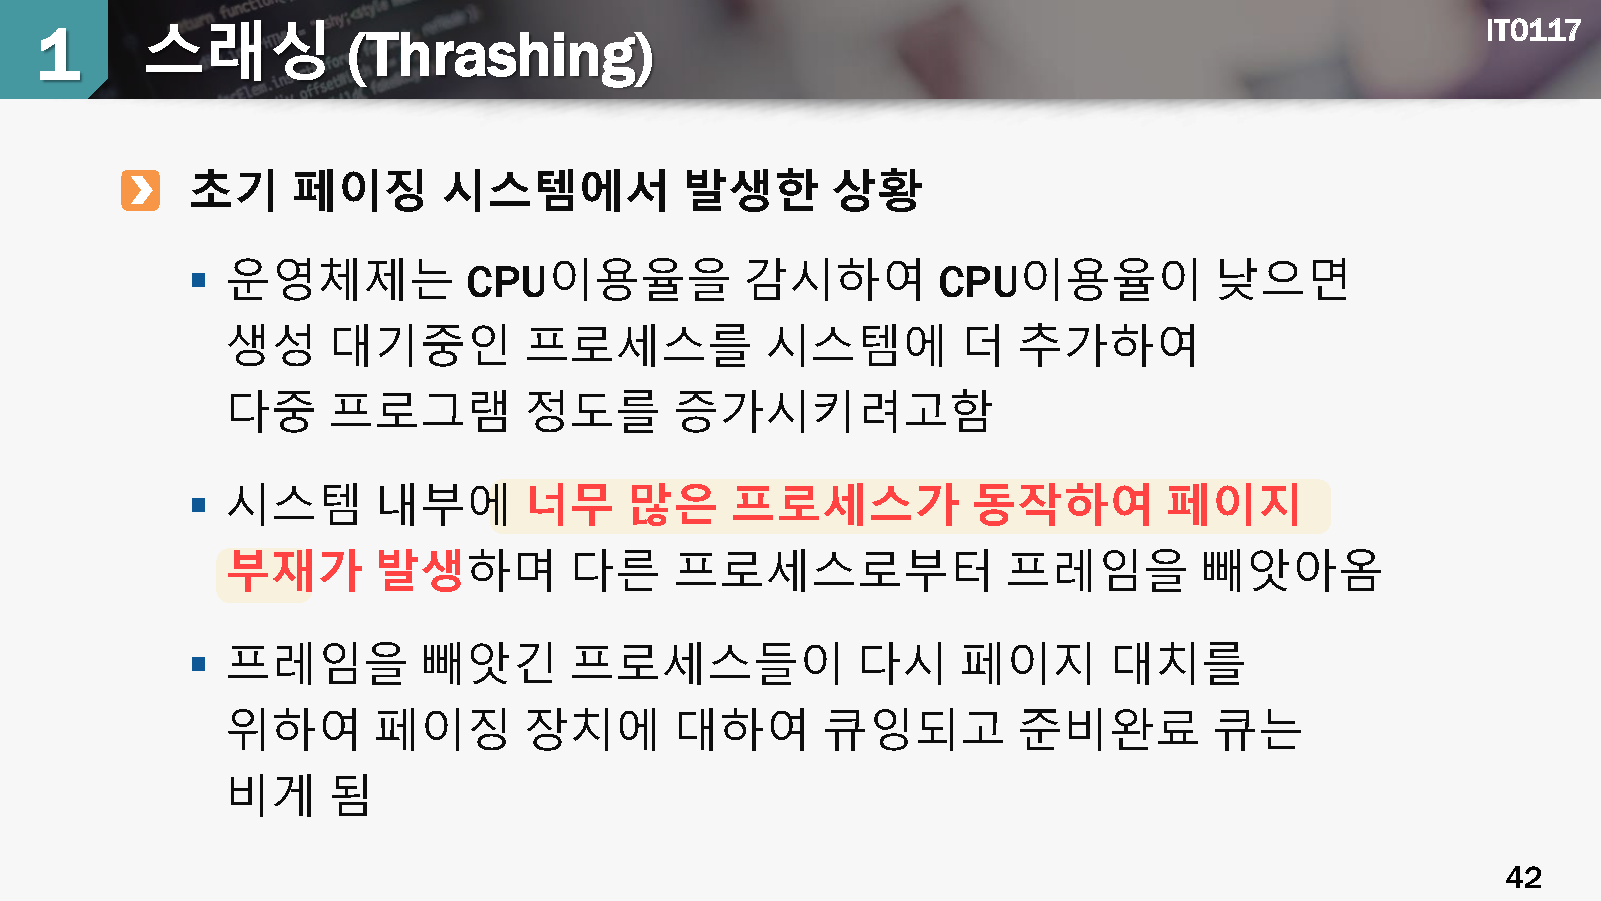 1
스래싱 (Thrashing)
IT0117
초기 페이징 시스템에서 발생한 상황
운영체제는 CPU이용율을 감시하여 CPU이용율이 낮으면
생성 대기중인 프로세스를 시스템에 더 추가하여
다중 프로그램 정도를 증가시키려고함
시스템 내부에 너무 많은 프로세스가 동작하여 페이지
부재가 발생하며 다른 프로세스로부터 프레임을 빼앗아옴
프레임을 빼앗긴 프로세스들이 다시 페이지 대치를
위하여 페이징 장치에 대하여 큐잉되고 준비완료 큐는
비게 됨
42